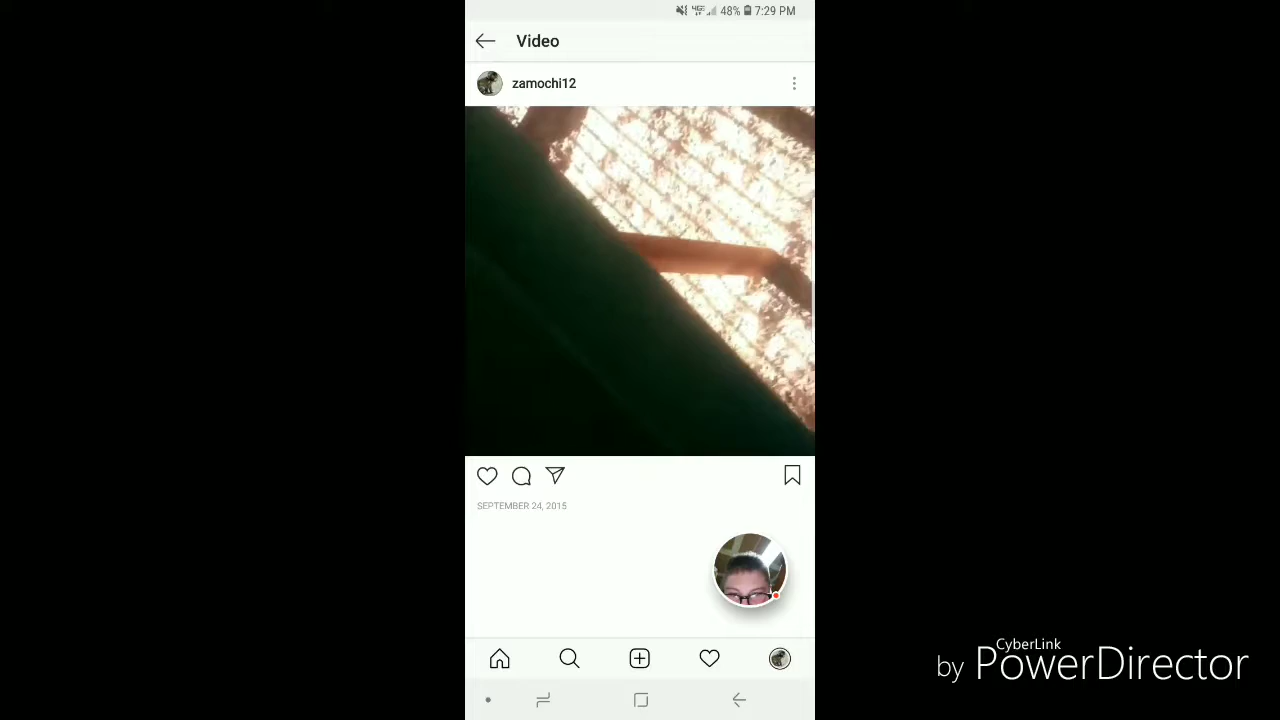 48% 7:29 PM
Video
zamochi12
SEPTEMBER 24, 2015
CyberLink
by PowerDirector